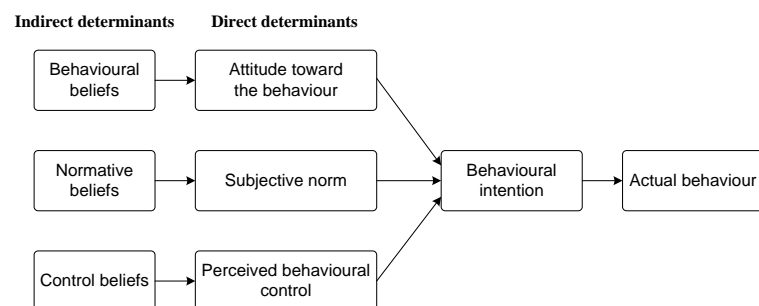 Indirect determinants
Direct determinants
Behavioural
beliefs
Attitude toward
the behaviour
Normative
beliefs
Subjective norm
Behavioural
intention
Actual behaviour
Control beliefs
Perceived behavioural
control